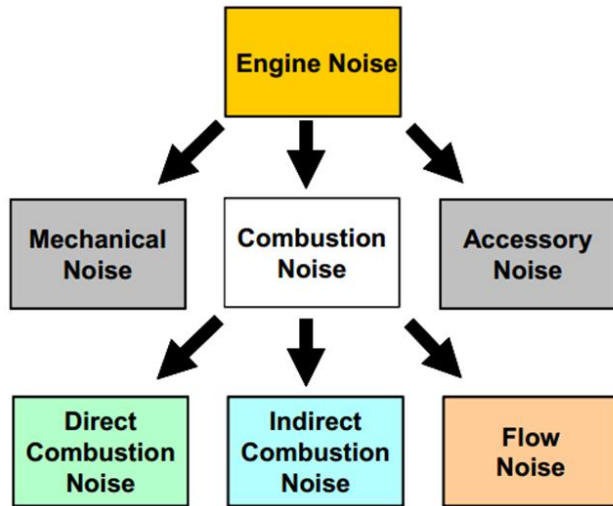 Engine Noise
Mechanical
Noise
Combustion
Noise
Accessory
Noise
Direct
Combustion
Noise
Indirect
Combustion
Noise
Flow
Noise